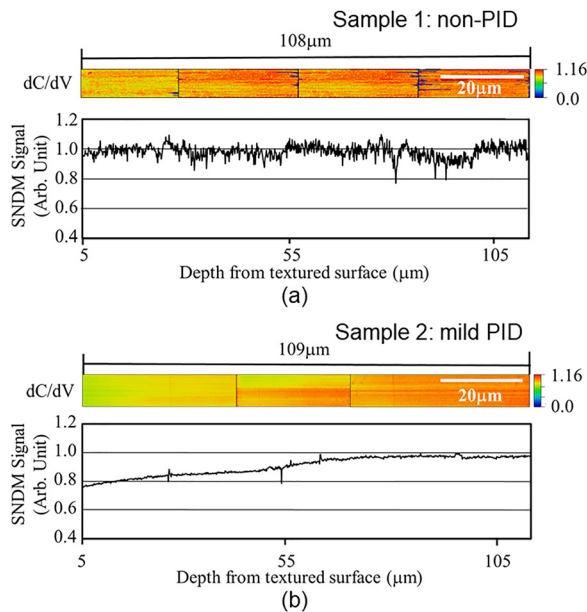 Sample 1: non-PID
108μm
dC/dV
20μm
1.16
0.0
SNDM Signal
(Arb. Unit)
1.2
1.0
0.8
0.6
0.4
5
55
105
Depth from textured surface (μm)
(a)
Sample 2: mild PID
109μm
dC/dV
20μm
1.16
0.0
SNDM Signal
(Arb. Unit)
1.2
1.0
0.8
0.6
0.4
5
55
105
Depth from textured surface (μm)
(b)